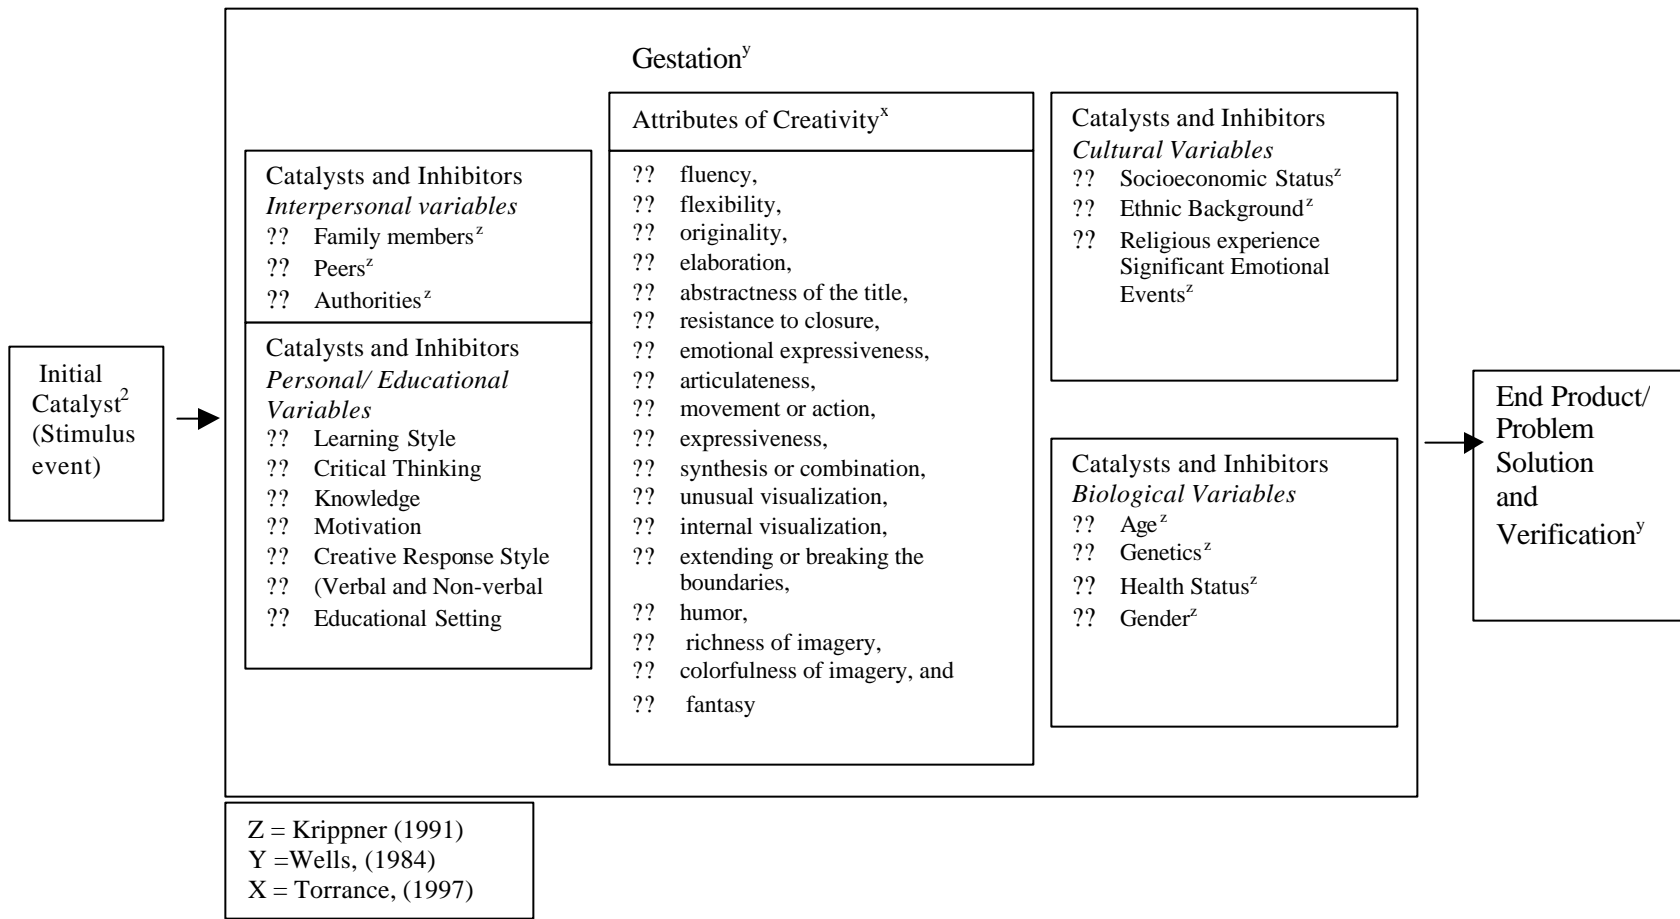 Gestation^y
Initial
Catalyst^2
(Stimulus
event)
Catalysts and Inhibitors
Interpersonal variables
?? Family members^z
?? Peers^z
?? Authorities^z
Catalysts and Inhibitors
Personal/ Educational
Variables
?? Learning Style
?? Critical Thinking
?? Knowledge
?? Motivation
?? Creative Response Style
?? (Verbal and Non-verbal
?? Educational Setting
Attributes of Creativity^x
?? fluency,
?? flexibility,
?? originality,
?? elaboration,
?? abstractness of the title,
?? resistance to closure,
?? emotional expressiveness,
?? articulateness,
?? movement or action,
?? expressiveness,
?? synthesis or combination,
?? unusual visualization,
?? internal visualization,
?? extending or breaking the
boundaries,
?? humor,
?? richness of imagery,
?? colorfulness of imagery, and
?? fantasy
Catalysts and Inhibitors
Cultural Variables
?? Socioeconomic Status^z
?? Ethnic Background^z
?? Religious experience
Significant Emotional
Events^z
Catalysts and Inhibitors
Biological Variables
?? Age^z
?? Genetics^z
?? Health Status^z
?? Gender^z
End Product/
Problem
Solution
and
Verification^y
Z = Krippner (1991)
Y =Wells, (1984)
X = Torrance, (1997)